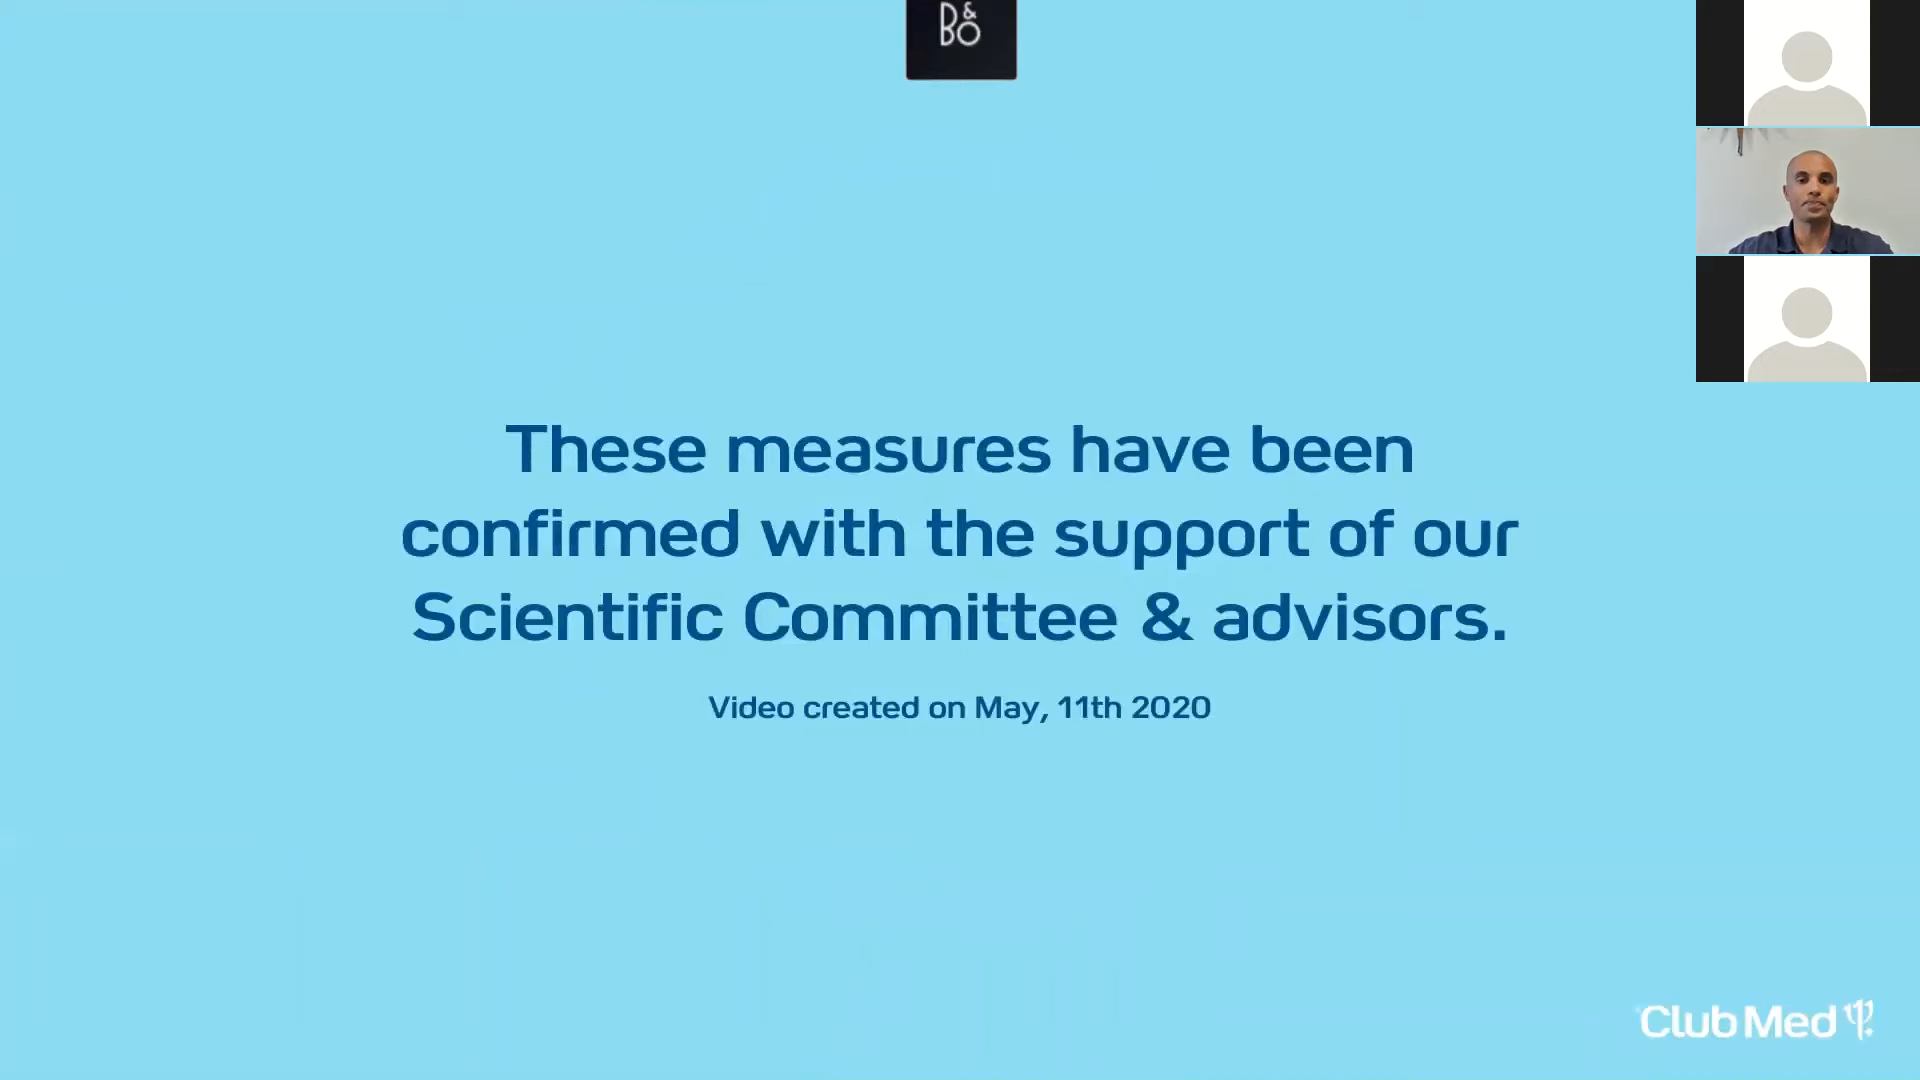 B&O
These measures have been
confirmed with the support of our
Scientific Committee & advisors.
Video created on May, 11th 2020
Club Med